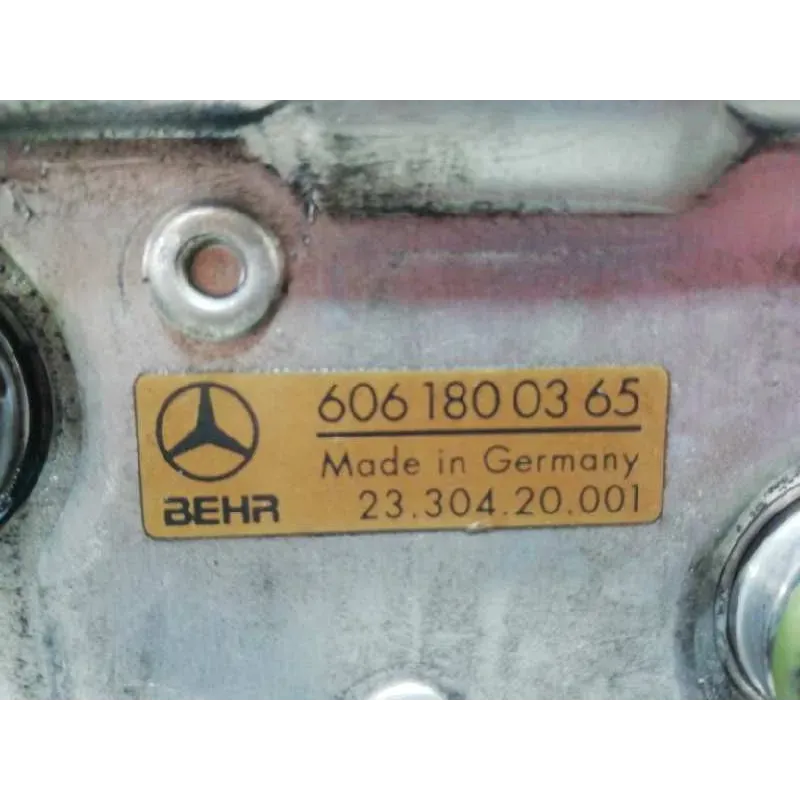 606 180 03 65
Made in Germany
BEHR
23.304.20.001